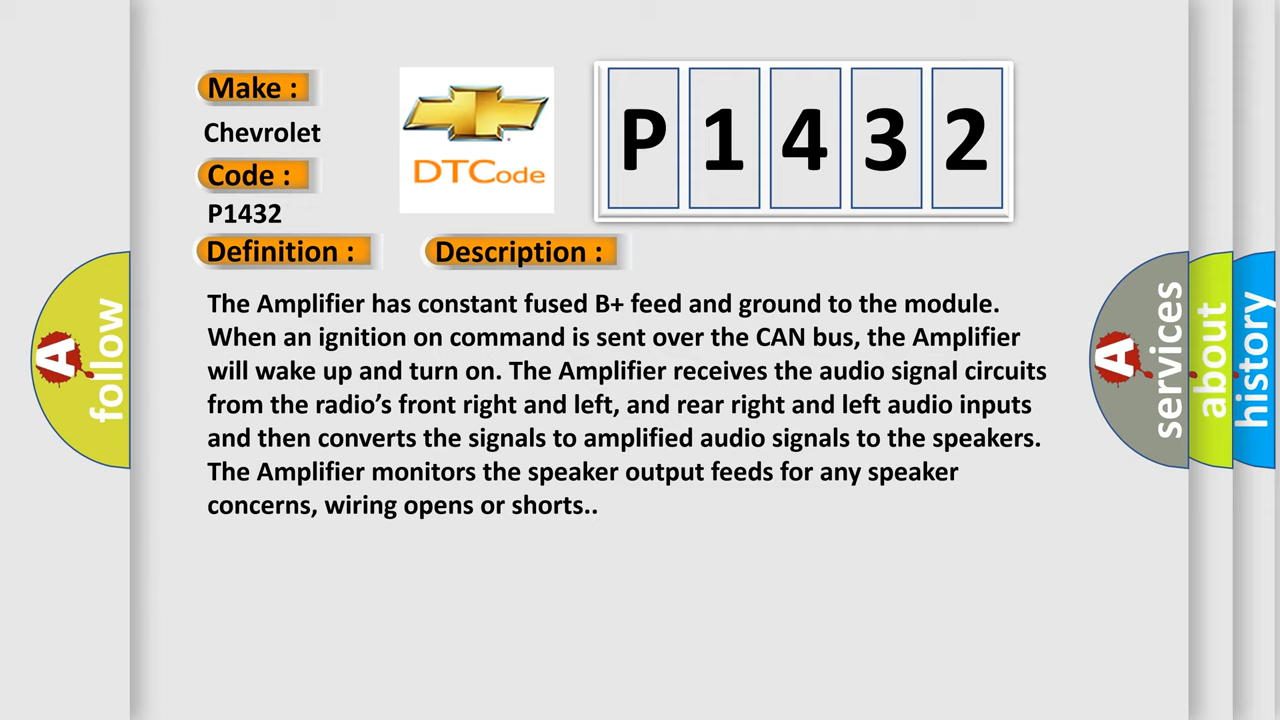 Make :
Chevrolet
Code :
P1432
DTCode
P1432
Definition :
Description :
The Amplifier has constant fused B+ feed and ground to the module.
When an ignition on command is sent over the CAN bus, the Amplifier
will wake up and turn on. The Amplifier receives the audio signal circuits
from the radio’s front right and left, and rear right and left audio inputs
and then converts the signals to amplified audio signals to the speakers.
The Amplifier monitors the speaker output feeds for any speaker
concerns, wiring opens or shorts..
A
follow
A
services
about
history